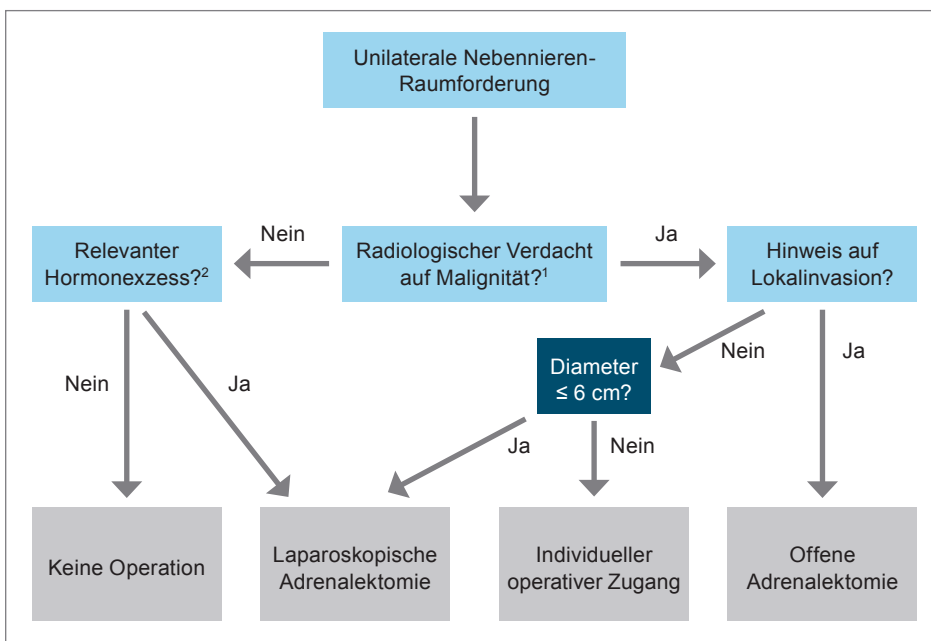 Unilaterale Nebennieren-
Raumforderung
Nein
Ja
Relevanter
Hormonexzess?²
Radiologischer Verdacht
auf Malignität?¹
Hinweis auf
Lokalinvasion?
Nein
Ja
Diameter
≤ 6 cm?
Nein
Ja
Ja
Nein
Keine Operation
Laparoskopische
Adrenalektomie
Individueller
operativer Zugang
Offene
Adrenalektomie